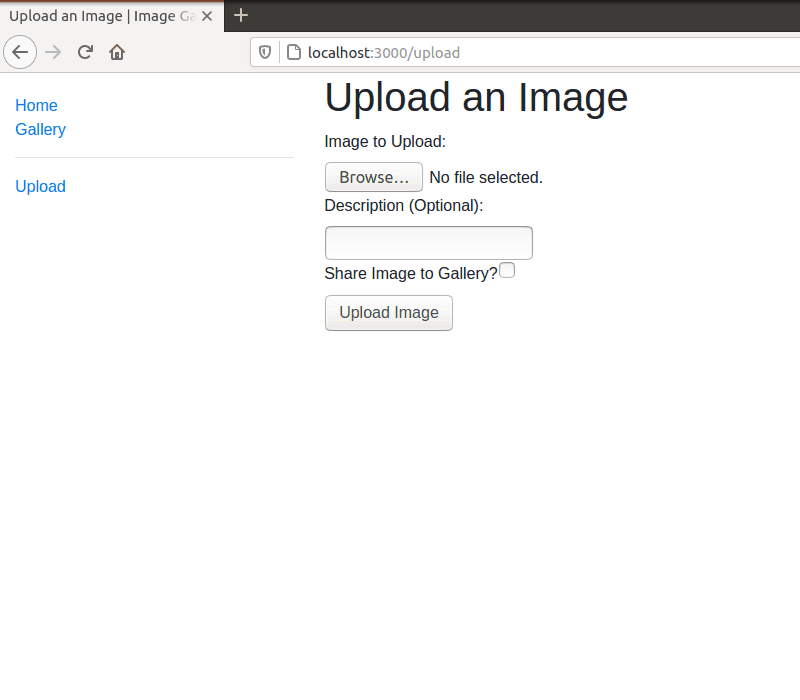 Upload an Image | Image Ga
localhost:3000/upload
Home
Gallery
Upload
Upload an Image
Image to Upload:
Browse... No file selected.
Description (Optional):
Share Image to Gallery?
Upload Image